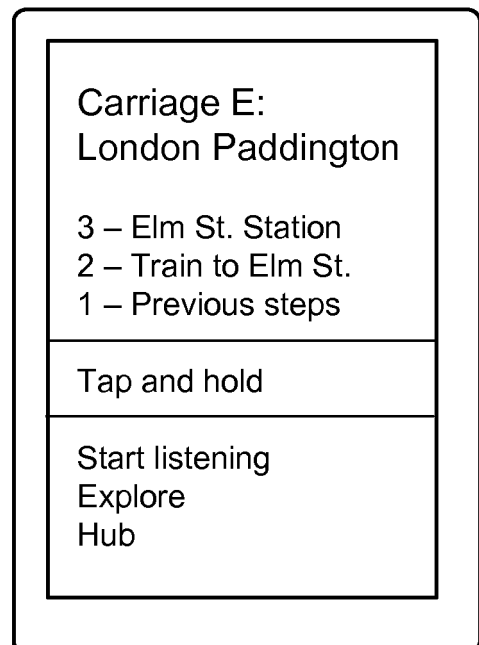 Carriage E:
London Paddington
3 – Elm St. Station
2 – Train to Elm St.
1 – Previous steps
Tap and hold
Start listening
Explore
Hub